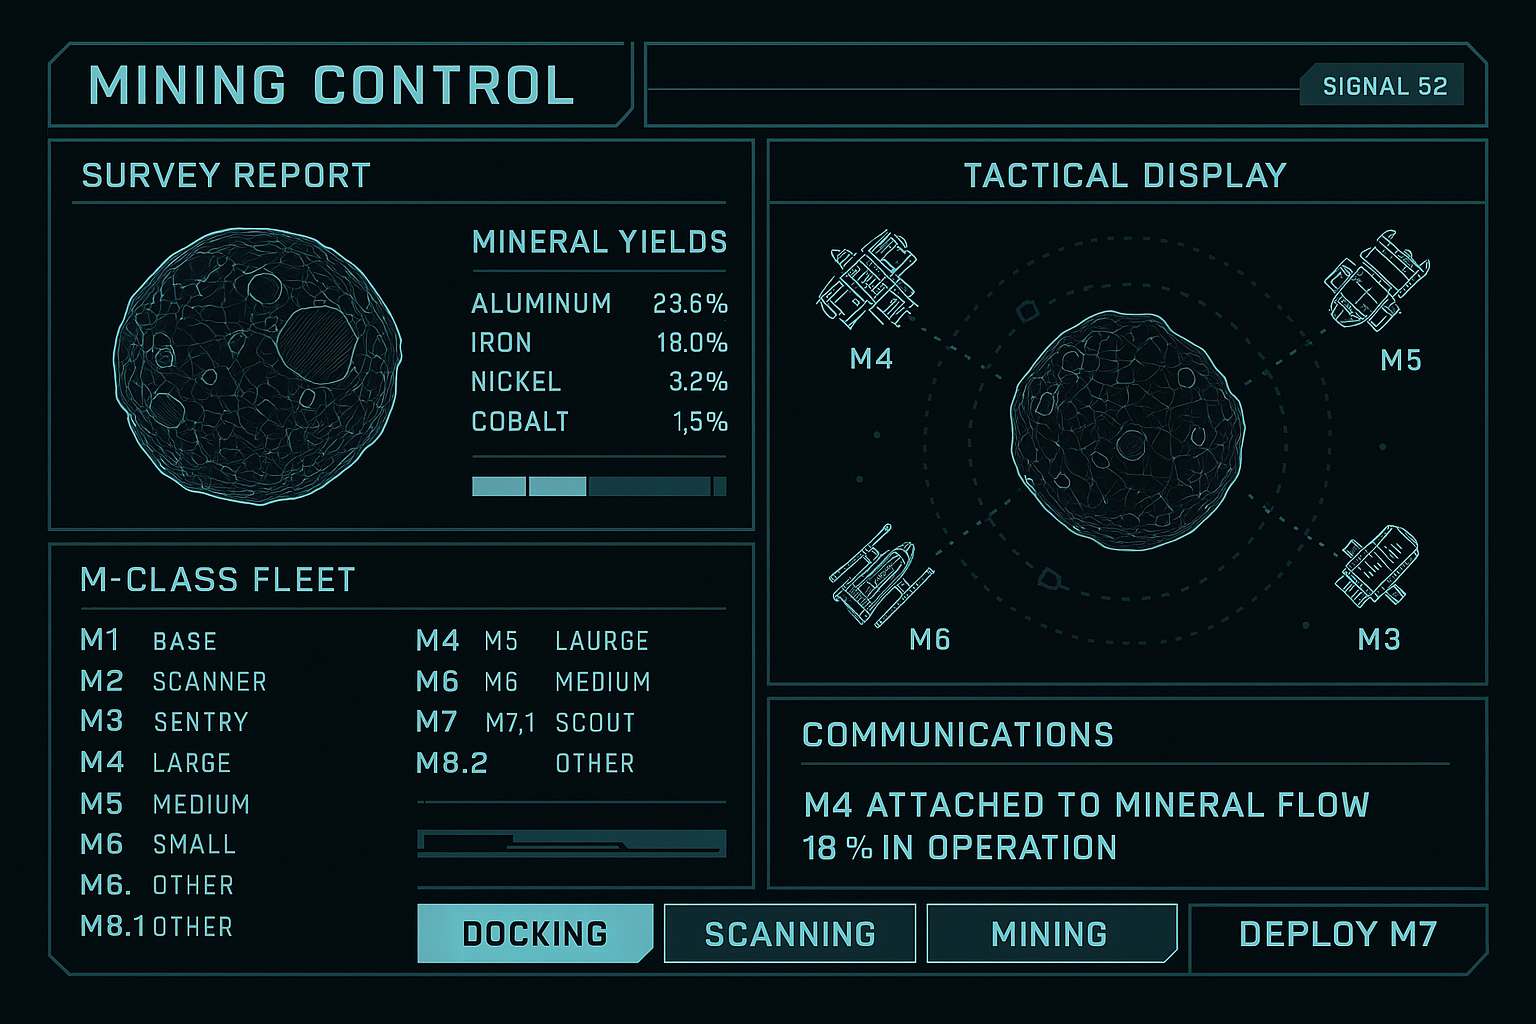 MINING CONTROL
SIGNAL 52
SURVEY REPORT
MINERAL YIELDS
ALUMINUM 23.6%
IRON 18.0%
NICKEL 3.2%
COBALT 1,5%
TACTICAL DISPLAY
M4
M5
M6
M3
M-CLASS FLEET
M1 BASE
M2 SCANNER
M3 SENTRY
M4 LARGE
M5 MEDIUM
M6 SMALL
M6. OTHER
M8.1 OTHER
M4 M5 LAURGE
M6 M6 MEDIUM
M7 M7,1 SCOUT
M8.2 OTHER
COMMUNICATIONS
M4 ATTACHED TO MINERAL FLOW
18 % IN OPERATION
DOCKING
SCANNING
MINING
DEPLOY M7